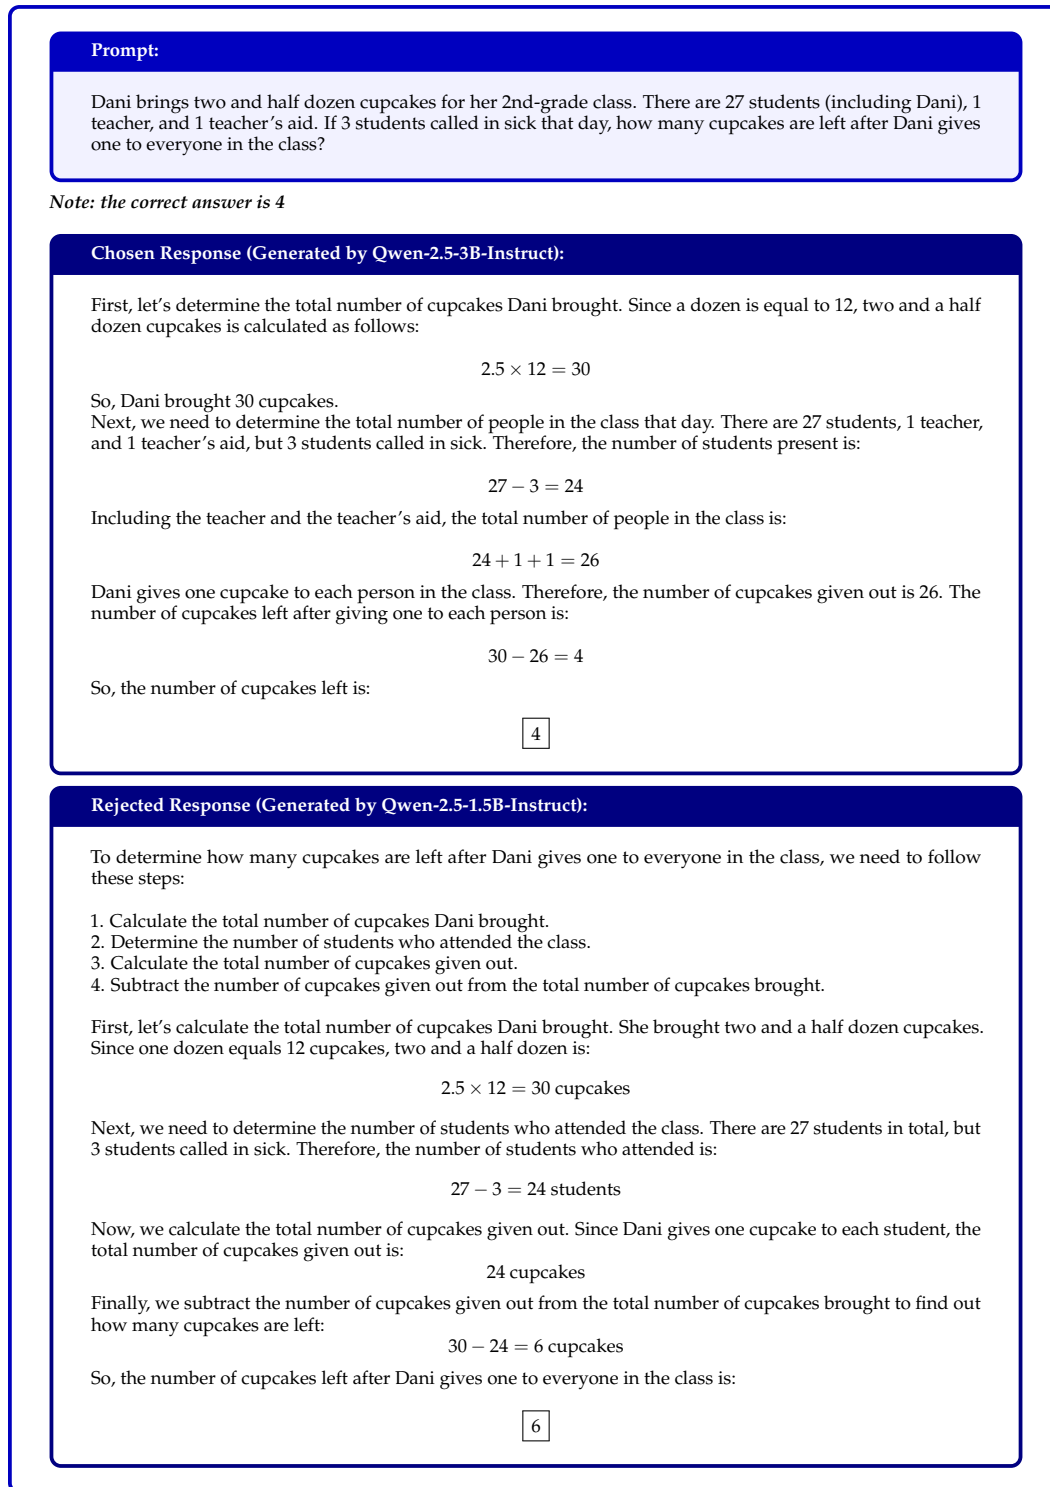 Prompt:
Dani brings two and half dozen cupcakes for her 2nd-grade class. There are 27 students (including Dani), 1
teacher, and 1 teacher's aid. If 3 students called in sick that day, how many cupcakes are left after Dani gives
one to everyone in the class?
Note: the correct answer is 4
Chosen Response (Generated by Qwen-2.5-3B-Instruct):
First, let's determine the total number of cupcakes Dani brought. Since a dozen is equal to 12, two and a half
dozen cupcakes is calculated as follows:
2.5 × 12 = 30
So, Dani brought 30 cupcakes.
Next, we need to determine the total number of people in the class that day. There are 27 students, 1 teacher,
and 1 teacher's aid, but 3 students called in sick. Therefore, the number of students present is:
27 − 3 = 24
Including the teacher and the teacher's aid, the total number of people in the class is:
24 + 1 + 1 = 26
Dani gives one cupcake to each person in the class. Therefore, the number of cupcakes given out is 26. The
number of cupcakes left after giving one to each person is:
30 − 26 = 4
So, the number of cupcakes left is:
4
Rejected Response (Generated by Qwen-2.5-1.5B-Instruct):
To determine how many cupcakes are left after Dani gives one to everyone in the class, we need to follow
these steps:
1. Calculate the total number of cupcakes Dani brought.
2. Determine the number of students who attended the class.
3. Calculate the total number of cupcakes given out.
4. Subtract the number of cupcakes given out from the total number of cupcakes brought.
First, let's calculate the total number of cupcakes Dani brought. She brought two and a half dozen cupcakes.
Since one dozen equals 12 cupcakes, two and a half dozen is:
2.5 × 12 = 30 cupcakes
Next, we need to determine the number of students who attended the class. There are 27 students in total, but
3 students called in sick. Therefore, the number of students who attended is:
27 − 3 = 24 students
Now, we calculate the total number of cupcakes given out. Since Dani gives one cupcake to each student, the
total number of cupcakes given out is:
24 cupcakes
Finally, we subtract the number of cupcakes given out from the total number of cupcakes brought to find out
how many cupcakes are left:
30 − 24 = 6 cupcakes
So, the number of cupcakes left after Dani gives one to everyone in the class is:
6